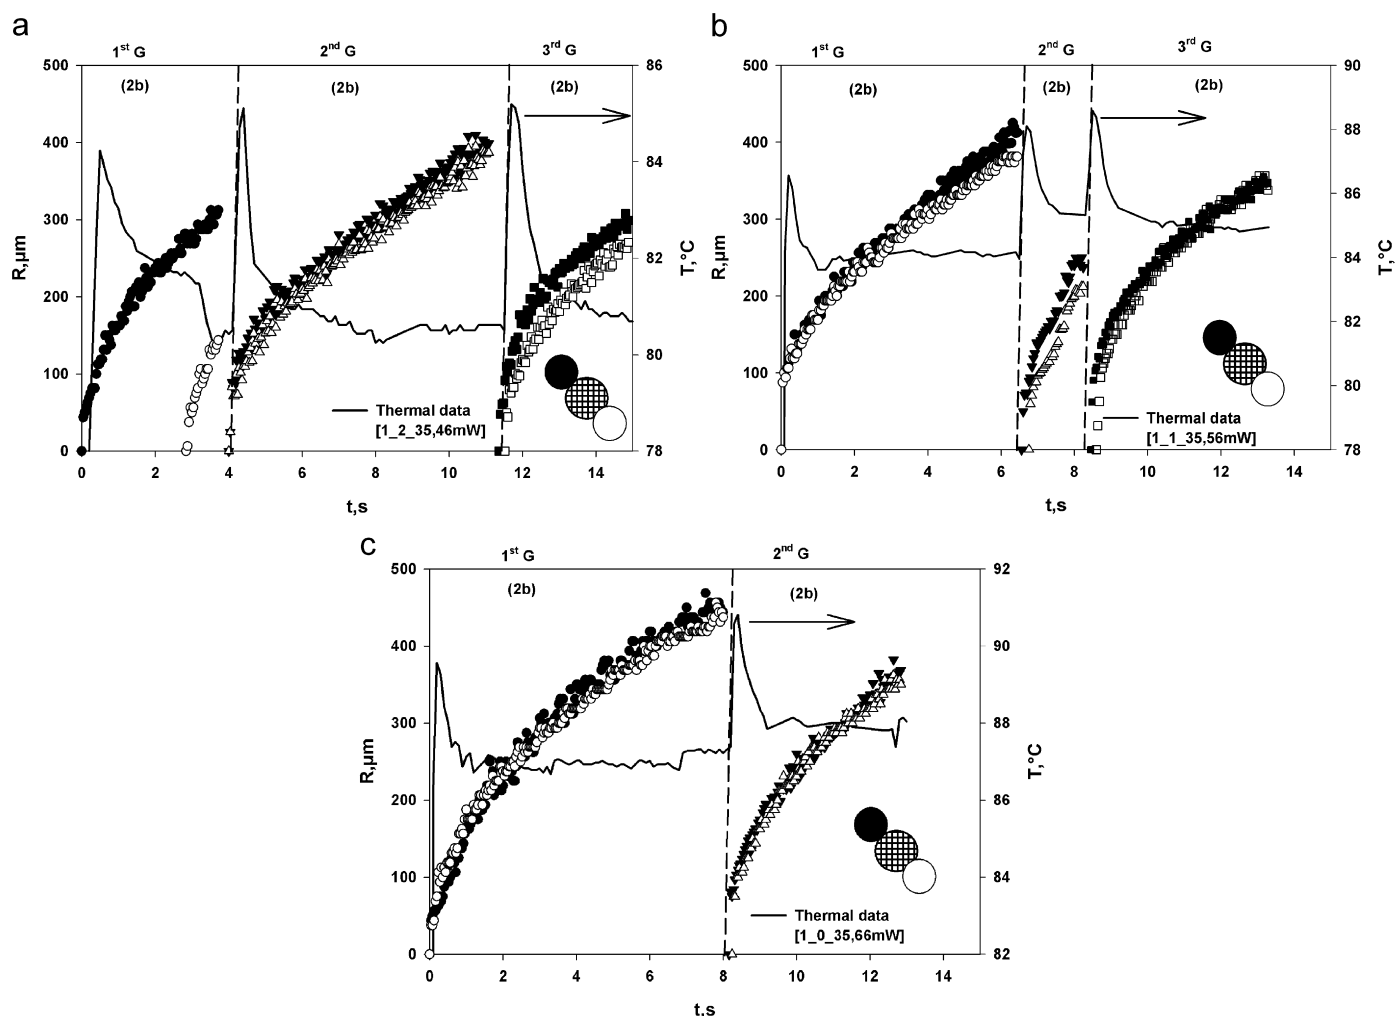 a
1st G
2nd G
3rd G
500
400
300
200
100
0
R,µm
(2b)
(2b)
(2b)
86
84
82
80
78
T,°C
Thermal data
[1_2_35,46mW]
0
2
4
6
8
10
12
14
t,s
b
1st G
2nd G
3rd G
500
400
300
200
100
0
R,µm
(2b)
(2b)
(2b)
90
88
86
84
82
80
78
T,°C
Thermal data
[1_1_35,56mW]
0
2
4
6
8
10
12
14
t,s
c
1st G
2nd G
500
400
300
200
100
0
R,µm
(2b)
(2b)
92
90
88
86
84
82
T,°C
Thermal data
[1_0_35,66mW]
0
2
4
6
8
10
12
14
t,s